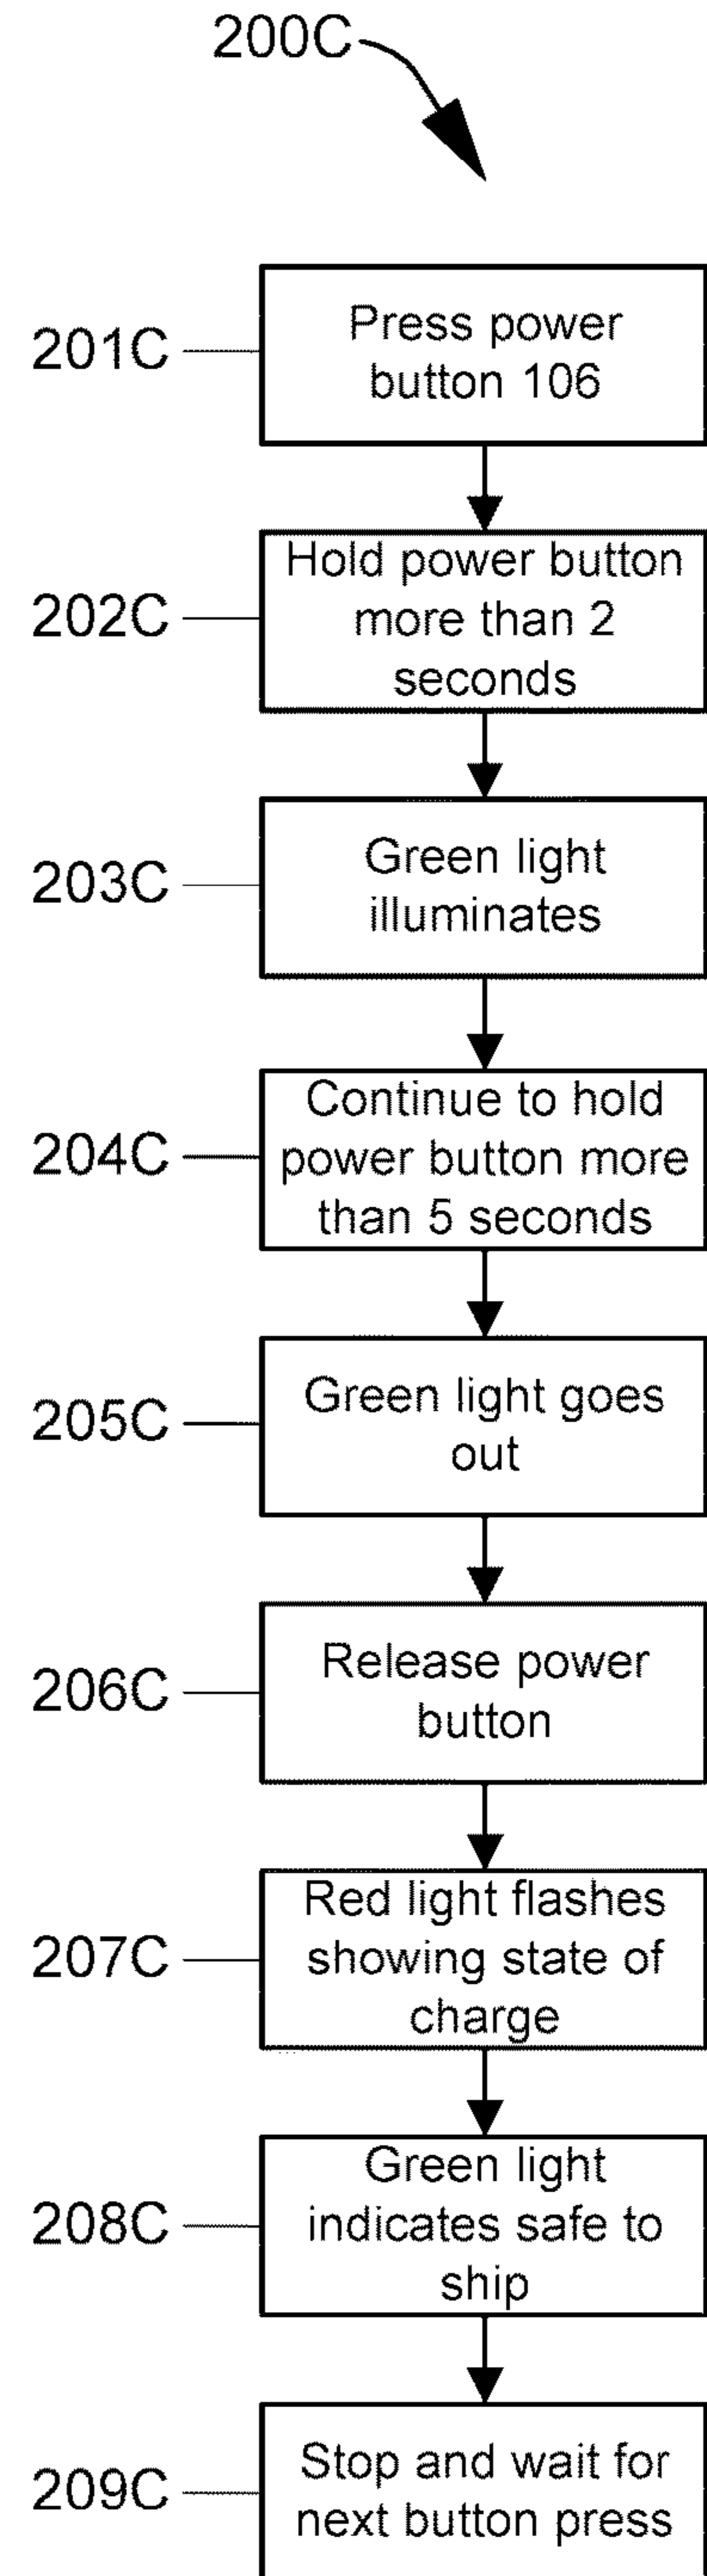 200C
201C
Press power
button 106
202C
Hold power button
more than 2
seconds
203C
Green light
illuminates
204C
Continue to hold
power button more
than 5 seconds
205C
Green light goes
out
206C
Release power
button
207C
Red light flashes
showing state of
charge
208C
Green light
indicates safe to
ship
209C
Stop and wait for
next button press